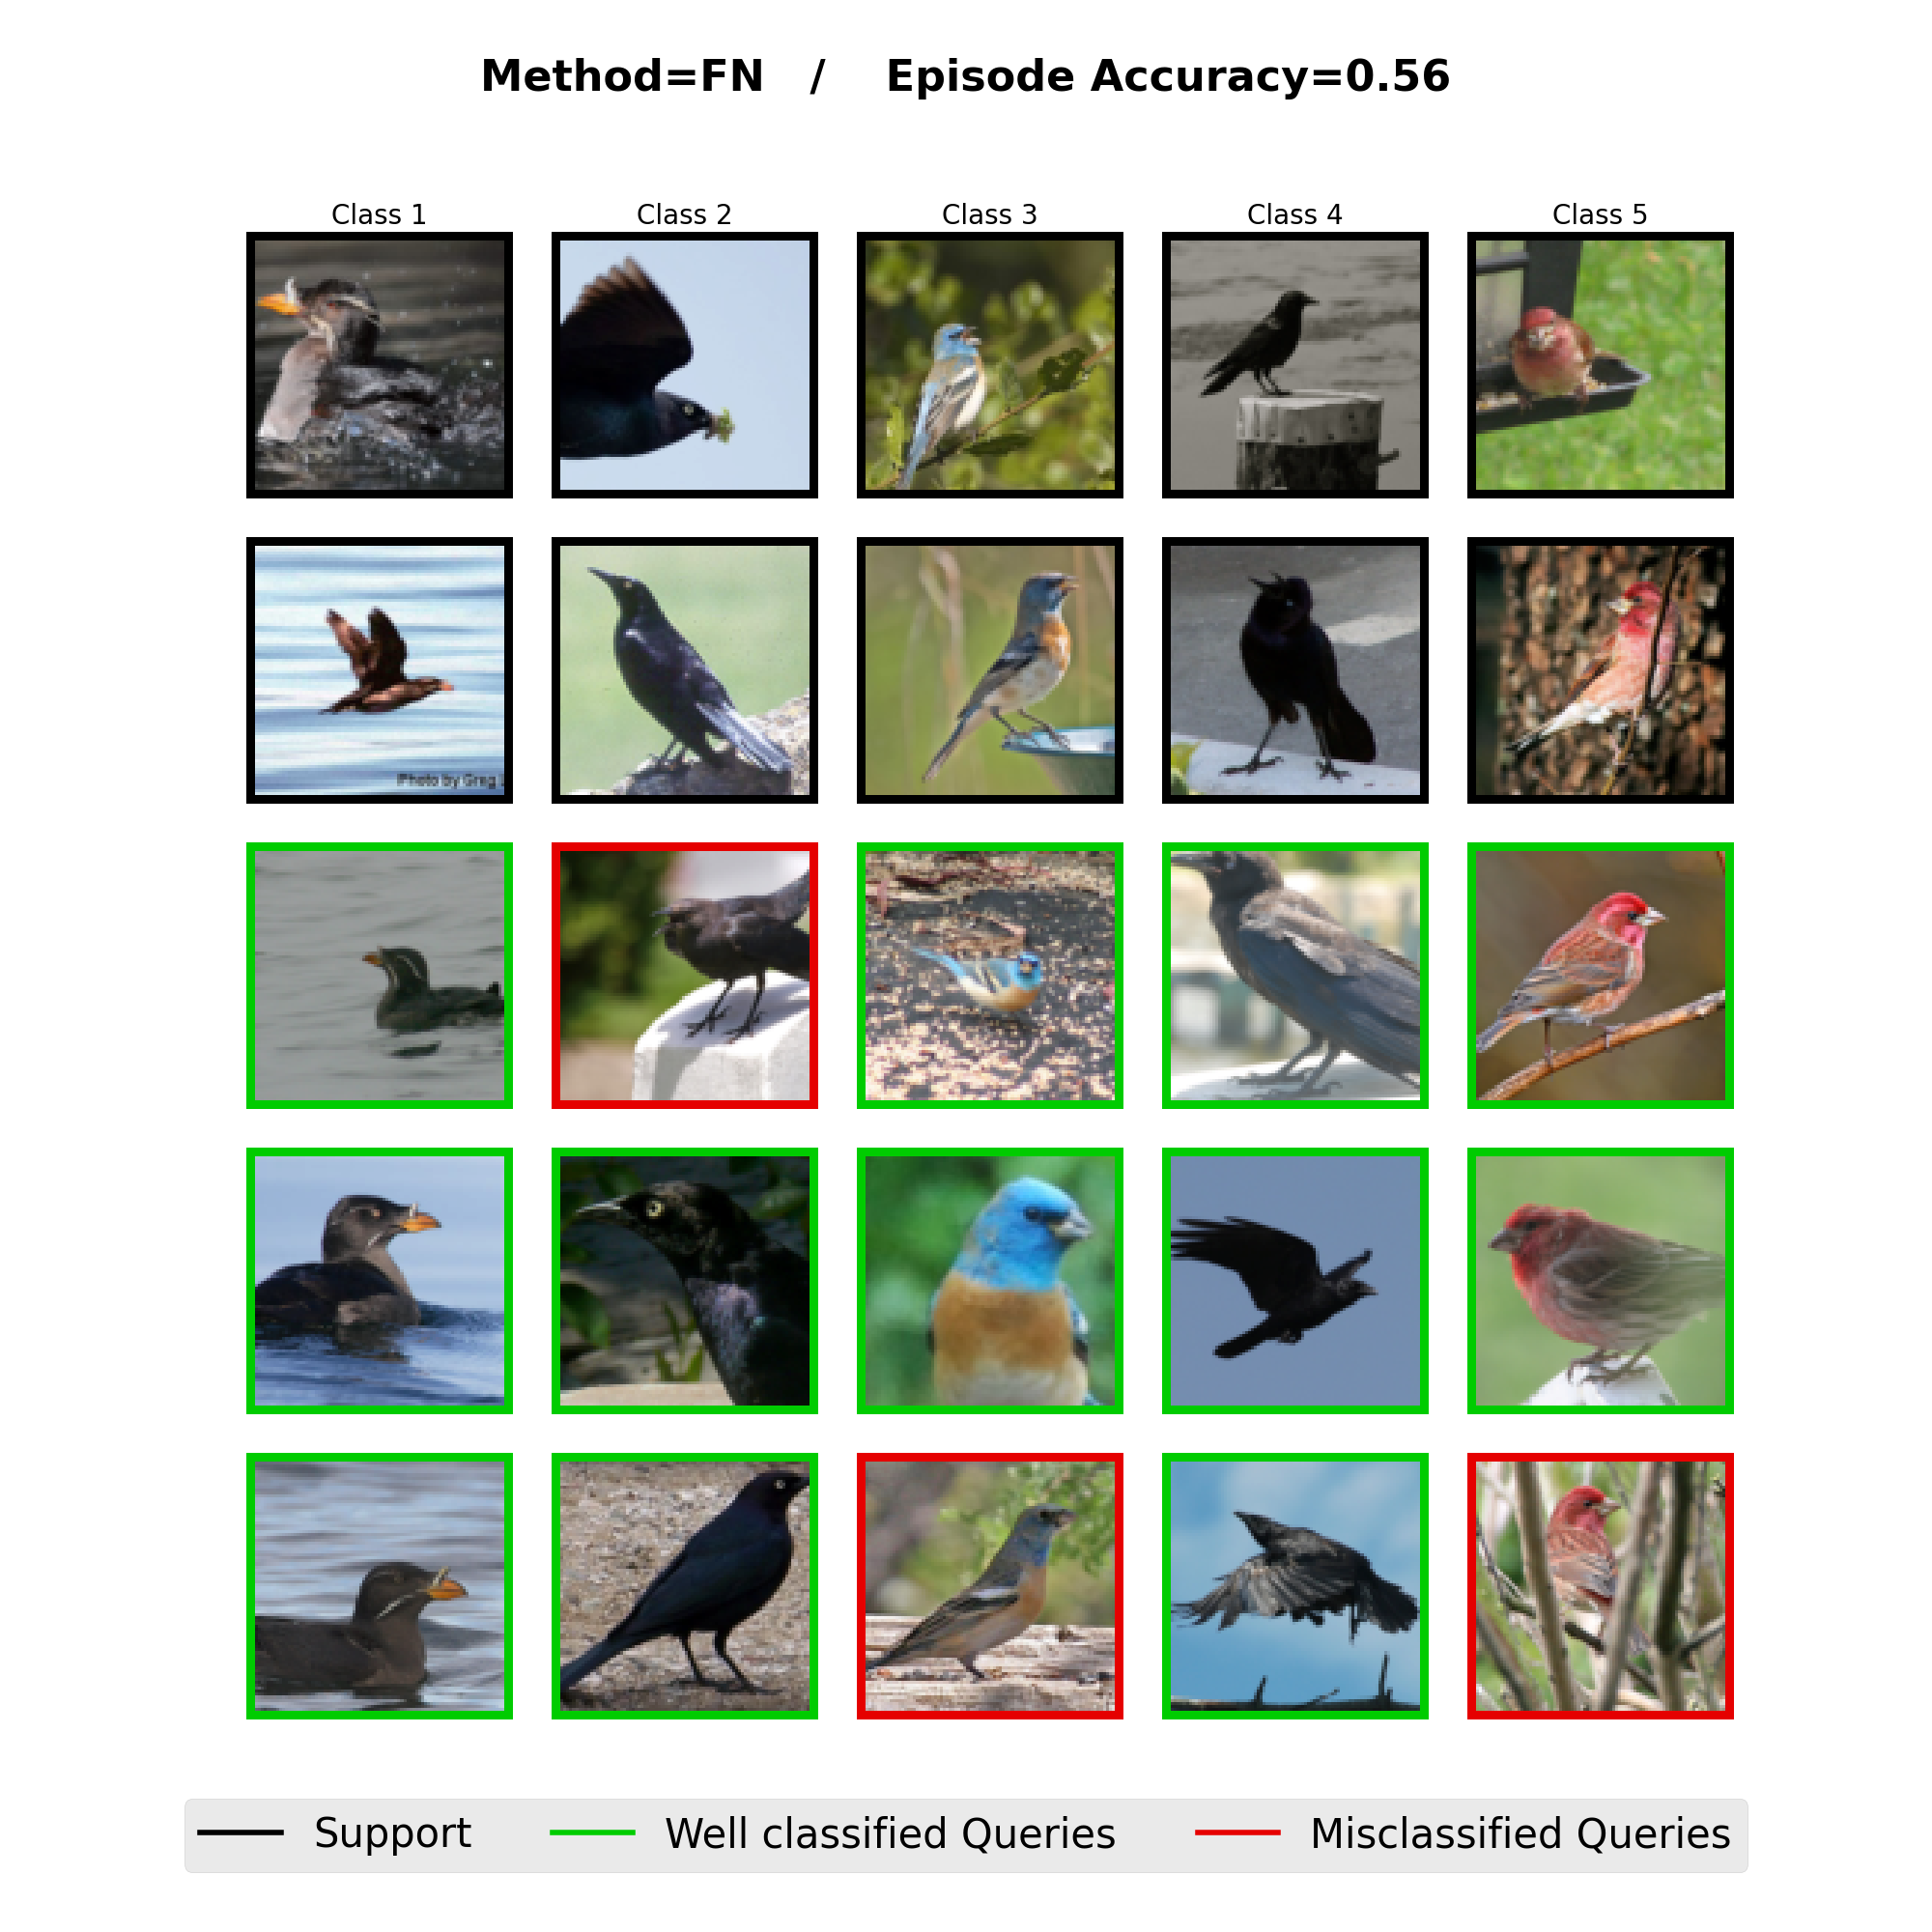 Method=FN / Episode Accuracy=0.56
Class 1 Class 2 Class 3 Class 4 Class 5
Photo by Greg
Support Well classified Queries Misclassified Queries